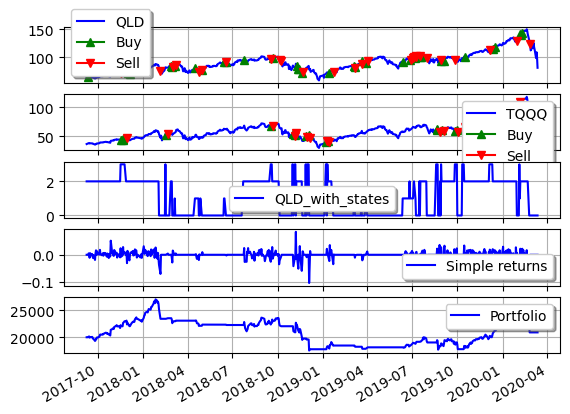 QLD
Buy
Sell
150
100
TQQQ
Buy
Sell
100
50
QLD_with_states
2
0
Simple returns
0.0
−0.1
Portfolio
25000
20000
2017-10
2018-01
2018-04
2018-07
2018-10
2019-01
2019-04
2019-07
2019-10
2020-01
2020-04